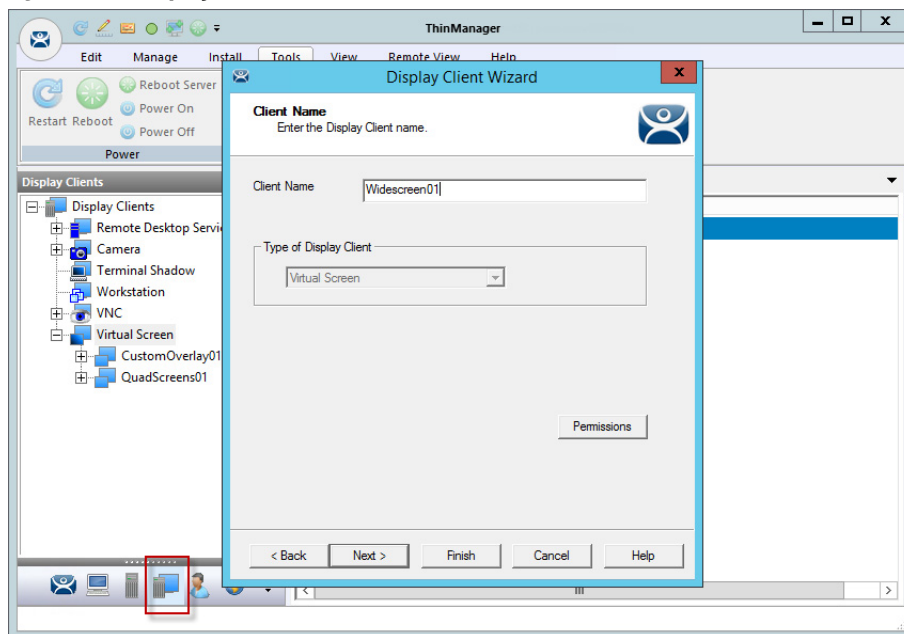 ThinManager
Edit Manage Install Tools View Remote View Help
Restart Reboot
Reboot Server
Power On
Power Off
Power
Display Clients
Display Clients
Camera
Terminal Shadow
Workstation
VNC
Virtual Screen
CustomOverlay01
QuadScreens01
Remote Desktop
Display Client Wizard
x
Client Name
Enter the Display Client name.
Client Name
Widescreen01
Type of Display Client
Virtual Screen
Permissions
< Back
Next >
Finish
Cancel
Help